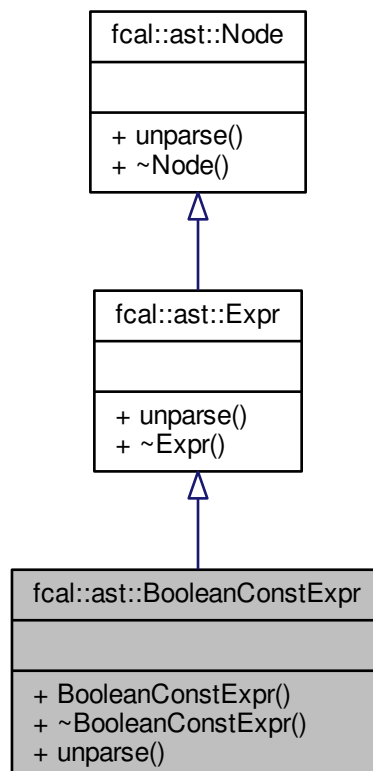 fcal::ast::Node
+ unparse()
+ ~Node()
fcal::ast::Expr
+ unparse()
+ ~Expr()
fcal::ast::BooleanConstExpr
+ BooleanConstExpr()
+ ~BooleanConstExpr()
+ unparse()